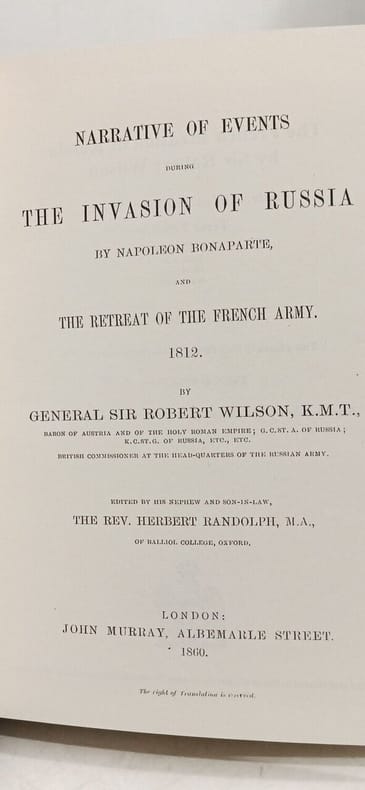 NARRATIVE OF EVENTS
DURING
THE INVASION OF RUSSIA
BY NAPOLEON BONAPARTE,
AND
THE RETREAT OF THE FRENCH ARMY.
1812.
BY
GENERAL SIR ROBERT WILSON, K.M.T.,
BARON OF AUSTRIA AND OF THE HOLY ROMAN EMPIRE; G.C.ST. A. OF RUSSIA;
K.C.ST.G. OF RUSSIA, ETC., ETC.
BRITISH COMMISSIONER AT THE HEAD-QUARTERS OF THE RUSSIAN ARMY.
EDITED BY HIS NEPHEW AND SON-IN-LAW,
THE REV. HERBERT RANDOLPH, M.A.,
OF BALLIOL COLLEGE, OXFORD.
LONDON:
JOHN MURRAY, ALBEMARLE STREET.
1860.
The right of Translation is reserved.